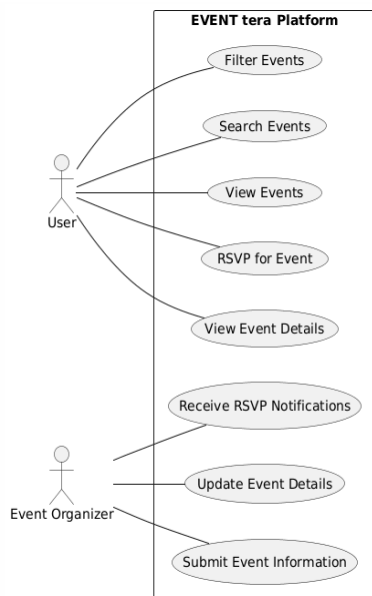 EVENT tera Platform
Filter Events
Search Events
View Events
User
RSVP for Event
View Event Details
Receive RSVP Notifications
Update Event Details
Event Organizer
Submit Event Information